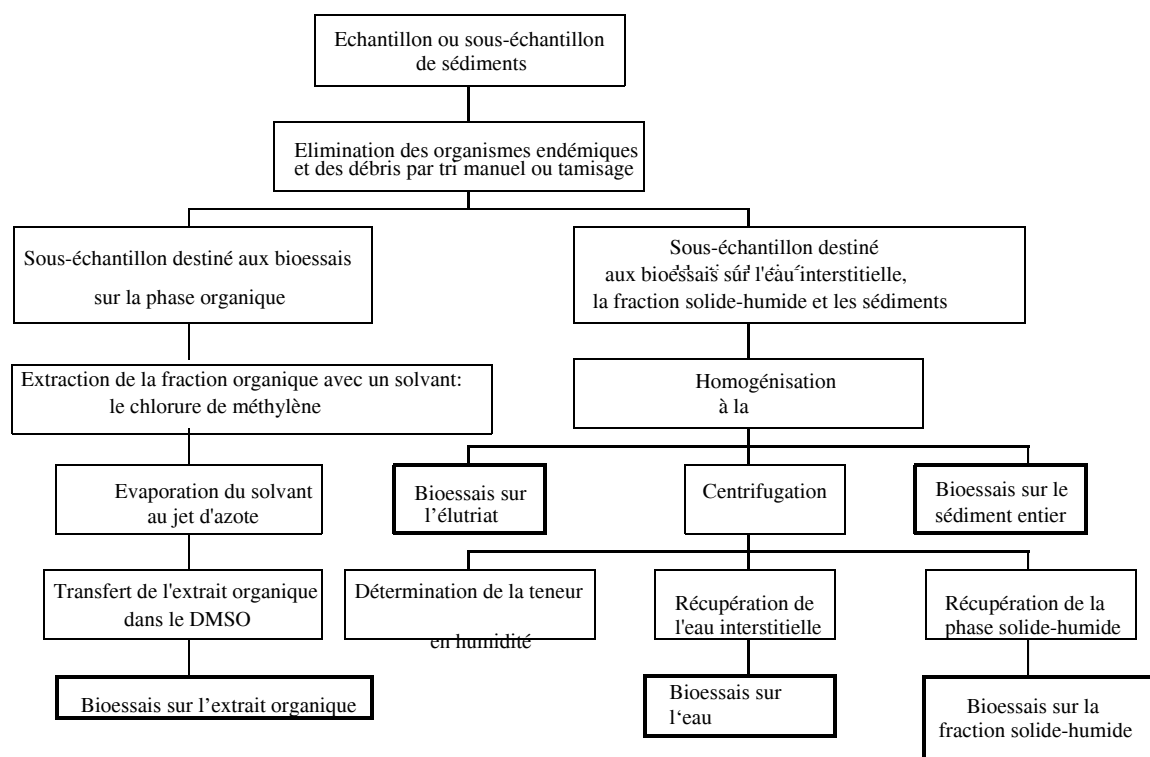 Echantillon ou sous-échantillon
de sédiments
Elimination des organismes endémiques
et des débris par tri manuel ou tamisage
Sous-échantillon destiné aux bioessais
sur la phase organique
Sous-échantillon destiné
aux bioessais sur l'eau interstitielle,
la fraction solide-humide et les sédiments
Extraction de la fraction organique avec un solvant:
le chlorure de méthylène
Homogénisation
à la
Evaporation du solvant
au jet d'azote
Bioessais sur
l’élutriat
Centrifugation
Bioessais sur le
sédiment entier
Transfert de l'extrait organique
dans le DMSO
Détermination de la teneur
en humidité
Récupération de
l'eau interstitielle
Récupération de la
phase solide-humide
Bioessais sur l’extrait organique
Bioessais sur
l‘eau
Bioessais sur la
fraction solide-humide